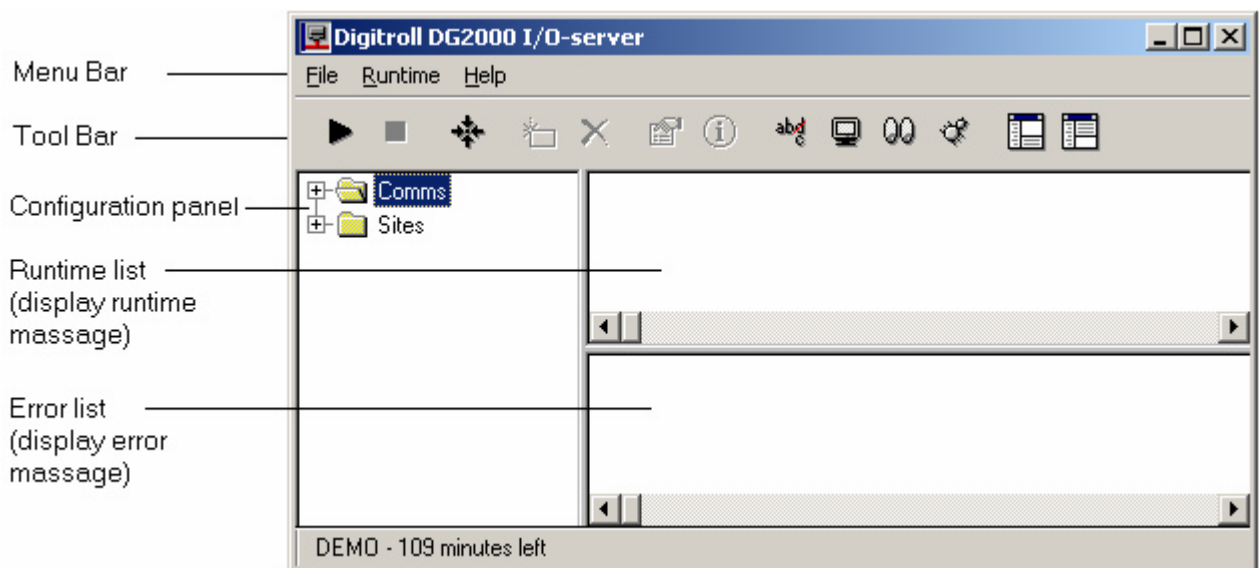 Digitroll DG2000 I/O-server
Menu Bar
File Runtime Help
Tool Bar
abd
c
Configuration panel
Comms
Sites
Runtime list
(display runtime
massage)
Error list
(display error
massage)
DEMO - 109 minutes left